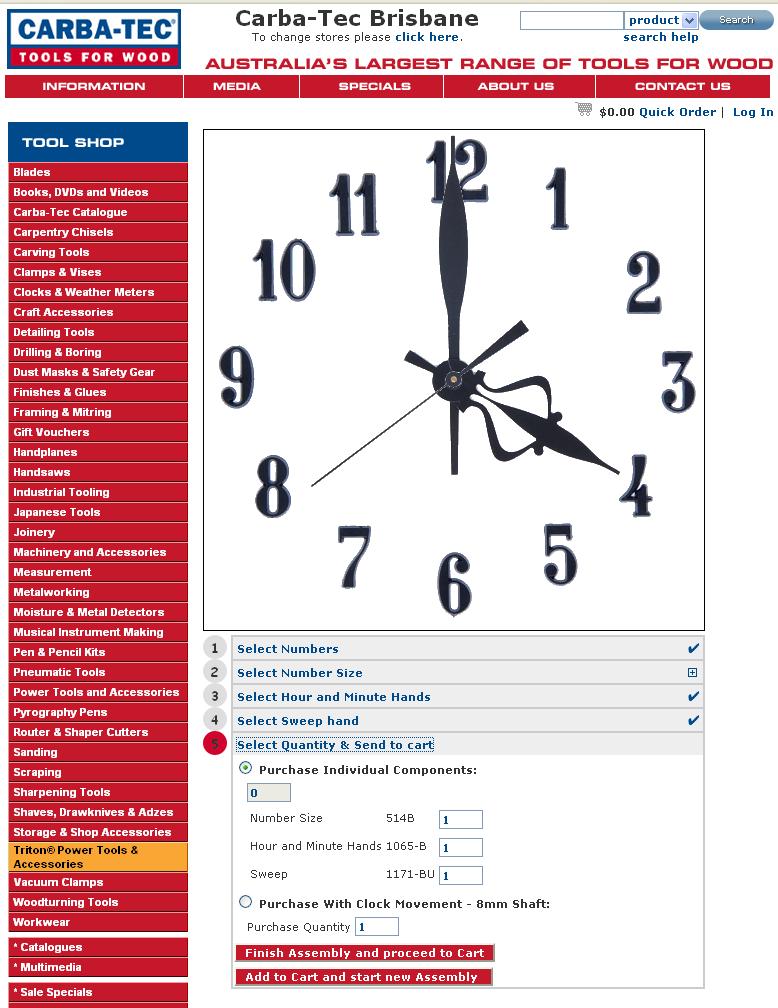 CARBA-TEC®
TOOLS FOR WOOD
Carba-Tec Brisbane
To change stores please click here.
product
Search
search help
AUSTRALIA'S LARGEST RANGE OF TOOLS FOR WOOD
INFORMATION
MEDIA
SPECIALS
ABOUT US
CONTACT US
$0.00 Quick Order | Log In
TOOL SHOP
Blades
Books, DVDs and Videos
Carba-Tec Catalogue
Carpentry Chisels
Carving Tools
Clamps & Vises
Clocks & Weather Meters
Craft Accessories
Detailing Tools
Drilling & Boring
Dust Masks & Safety Gear
Finishes & Glues
Framing & Mitring
Gift Vouchers
Handplanes
Handsaws
Industrial Tooling
Japanese Tools
Joinery
Machinery and Accessories
Measurement
Metalworking
Moisture & Metal Detectors
Musical Instrument Making
Pen & Pencil Kits
Pneumatic Tools
Power Tools and Accessories
Pyrography Pens
Router & Shaper Cutters
Sanding
Scraping
Sharpening Tools
Shaves, Drawknives & Adzes
Storage & Shop Accessories
Triton® Power Tools &
Accessories
Vacuum Clamps
Woodturning Tools
Workwear
* Catalogues
* Multimedia
* Sale Specials
12
1
2
3
4
5
6
7
8
9
10
11
1 Select Numbers
2 Select Number Size
3 Select Hour and Minute Hands
4 Select Sweep hand
5 Select Quantity & Send to cart
Purchase Individual Components:
0
Number Size 514B 1
Hour and Minute Hands 1065-B 1
Sweep 1171-BU 1
Purchase With Clock Movement - 8mm Shaft:
Purchase Quantity 1
Finish Assembly and proceed to Cart
Add to Cart and start new Assembly